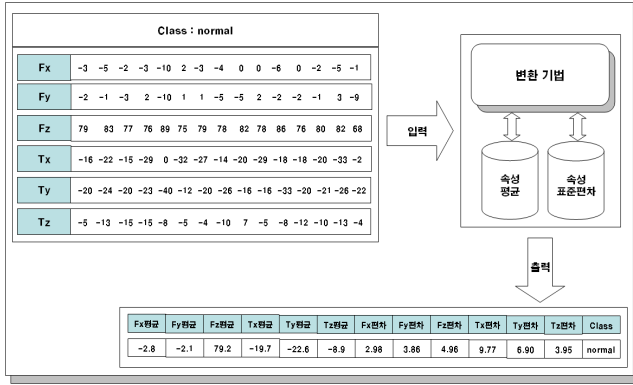 Class : normal
Fx -3 -5 -2 -3 -10 2 -3 -4 0 0 -6 0 -2 -5 -1
Fy -2 -1 -3 2 -10 1 1 -5 -5 2 -2 -2 -1 3 -9
Fz 79 83 77 76 89 75 79 78 82 78 86 76 80 82 68
Tx -16 -22 -15 -29 0 -32 -27 -14 -20 -29 -18 -18 -20 -33 -2
Ty -20 -24 -20 -23 -40 -12 -20 -26 -16 -16 -33 -20 -21 -26 -22
Tz -5 -13 -15 -15 -8 -5 -4 -10 7 -5 -8 -12 -10 -13 -4
입력
변환 기법
속성
평균
속성
표준편차
출력
Fx평균 Fy평균 Fz평균 Tx평균 Ty평균 Tz평균 Fx편차 Fy편차 Fz편차 Tx편차 Ty편차 Tz편차 Class
-2.8 -2.1 79.2 -19.7 -22.6 -8.9 2.98 3.86 4.96 9.77 6.90 3.95 normal